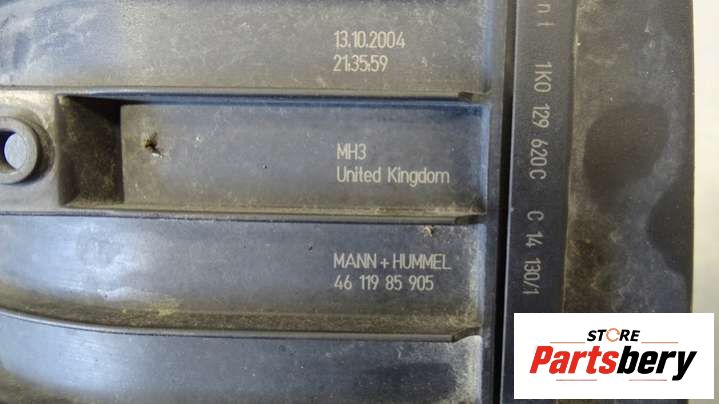 13.10.2004
21:35:59
MH3
United Kingdom
MANN+HUMMEL
46 119 85 905
1K0 129 620C C 14 130/1
STORE
Partsbery